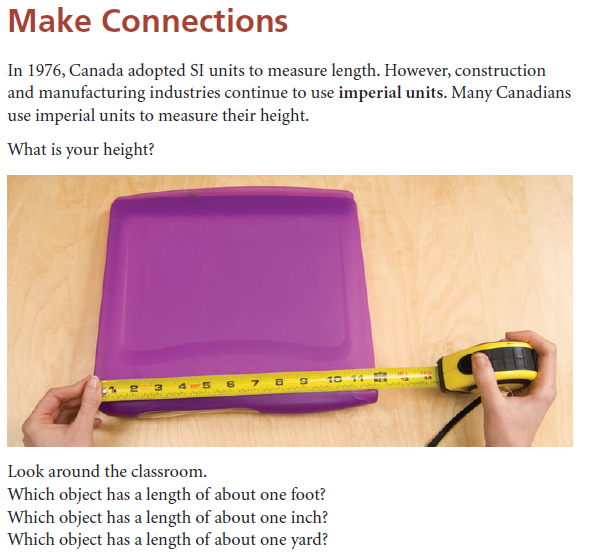 Make Connections
In 1976, Canada adopted SI units to measure length. However, construction
and manufacturing industries continue to use imperial units. Many Canadians
use imperial units to measure their height.
What is your height?
1 2 3 4 5 6 7 8 9 10 11 13 14
Look around the classroom.
Which object has a length of about one foot?
Which object has a length of about one inch?
Which object has a length of about one yard?